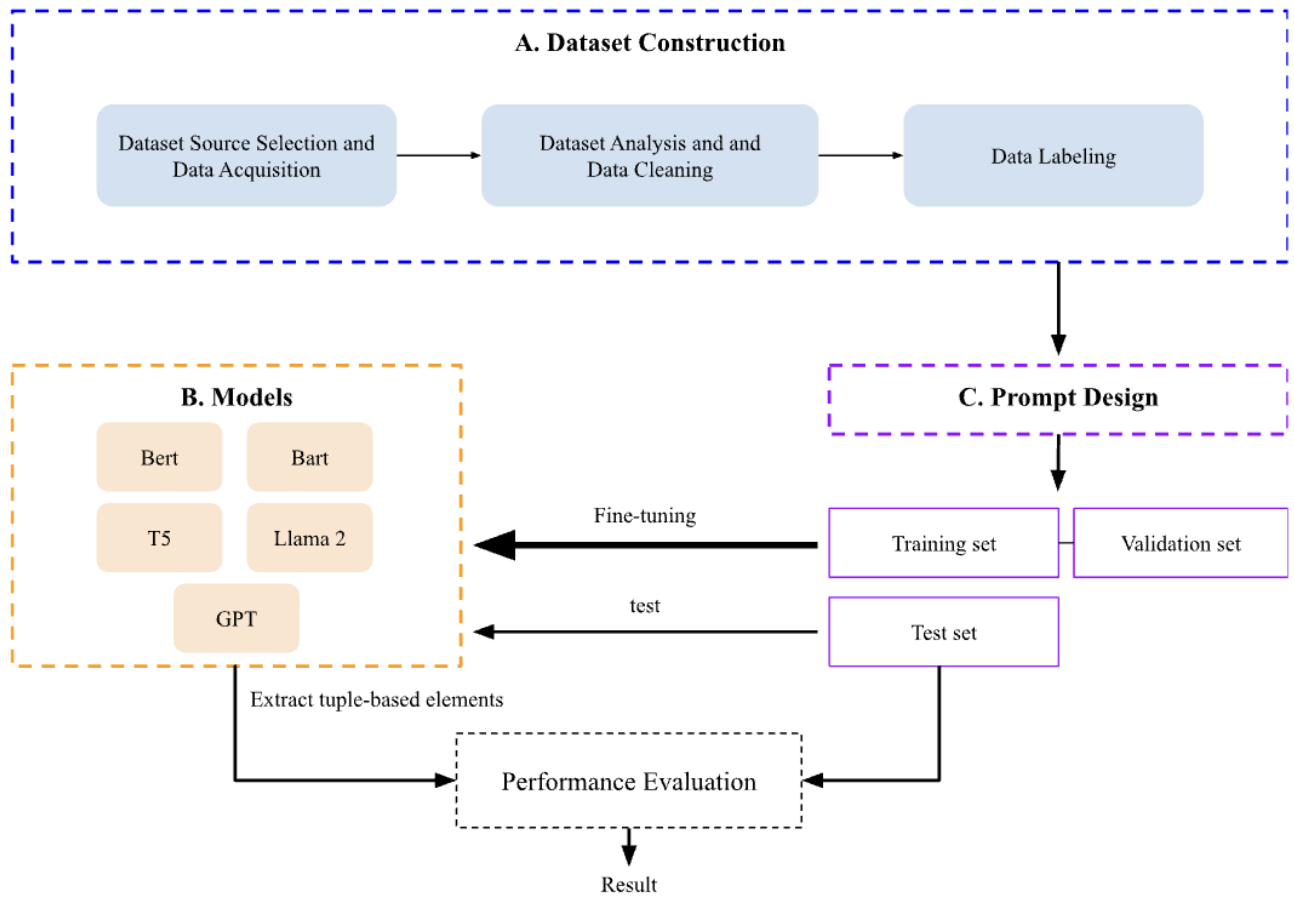 A. Dataset Construction
Dataset Source Selection and
Data Acquisition
Dataset Analysis and and
Data Cleaning
Data Labeling
B. Models
Bert
Bart
T5
Llama 2
GPT
C. Prompt Design
Fine-tuning
Training set
Validation set
test
Test set
Extract tuple-based elements
Performance Evaluation
Result